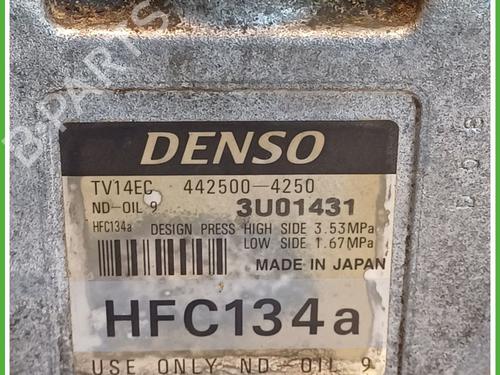 B-PARTS
DENSO
TV14EC 442500-4250
ND-OIL 9 3U01431
HFC134a DESIGN PRESS HIGH SIDE 3.53MPa
LOW SIDE 1.67MPa
MADE IN JAPAN
HFC134a
USE ONLY ND-OIL 9